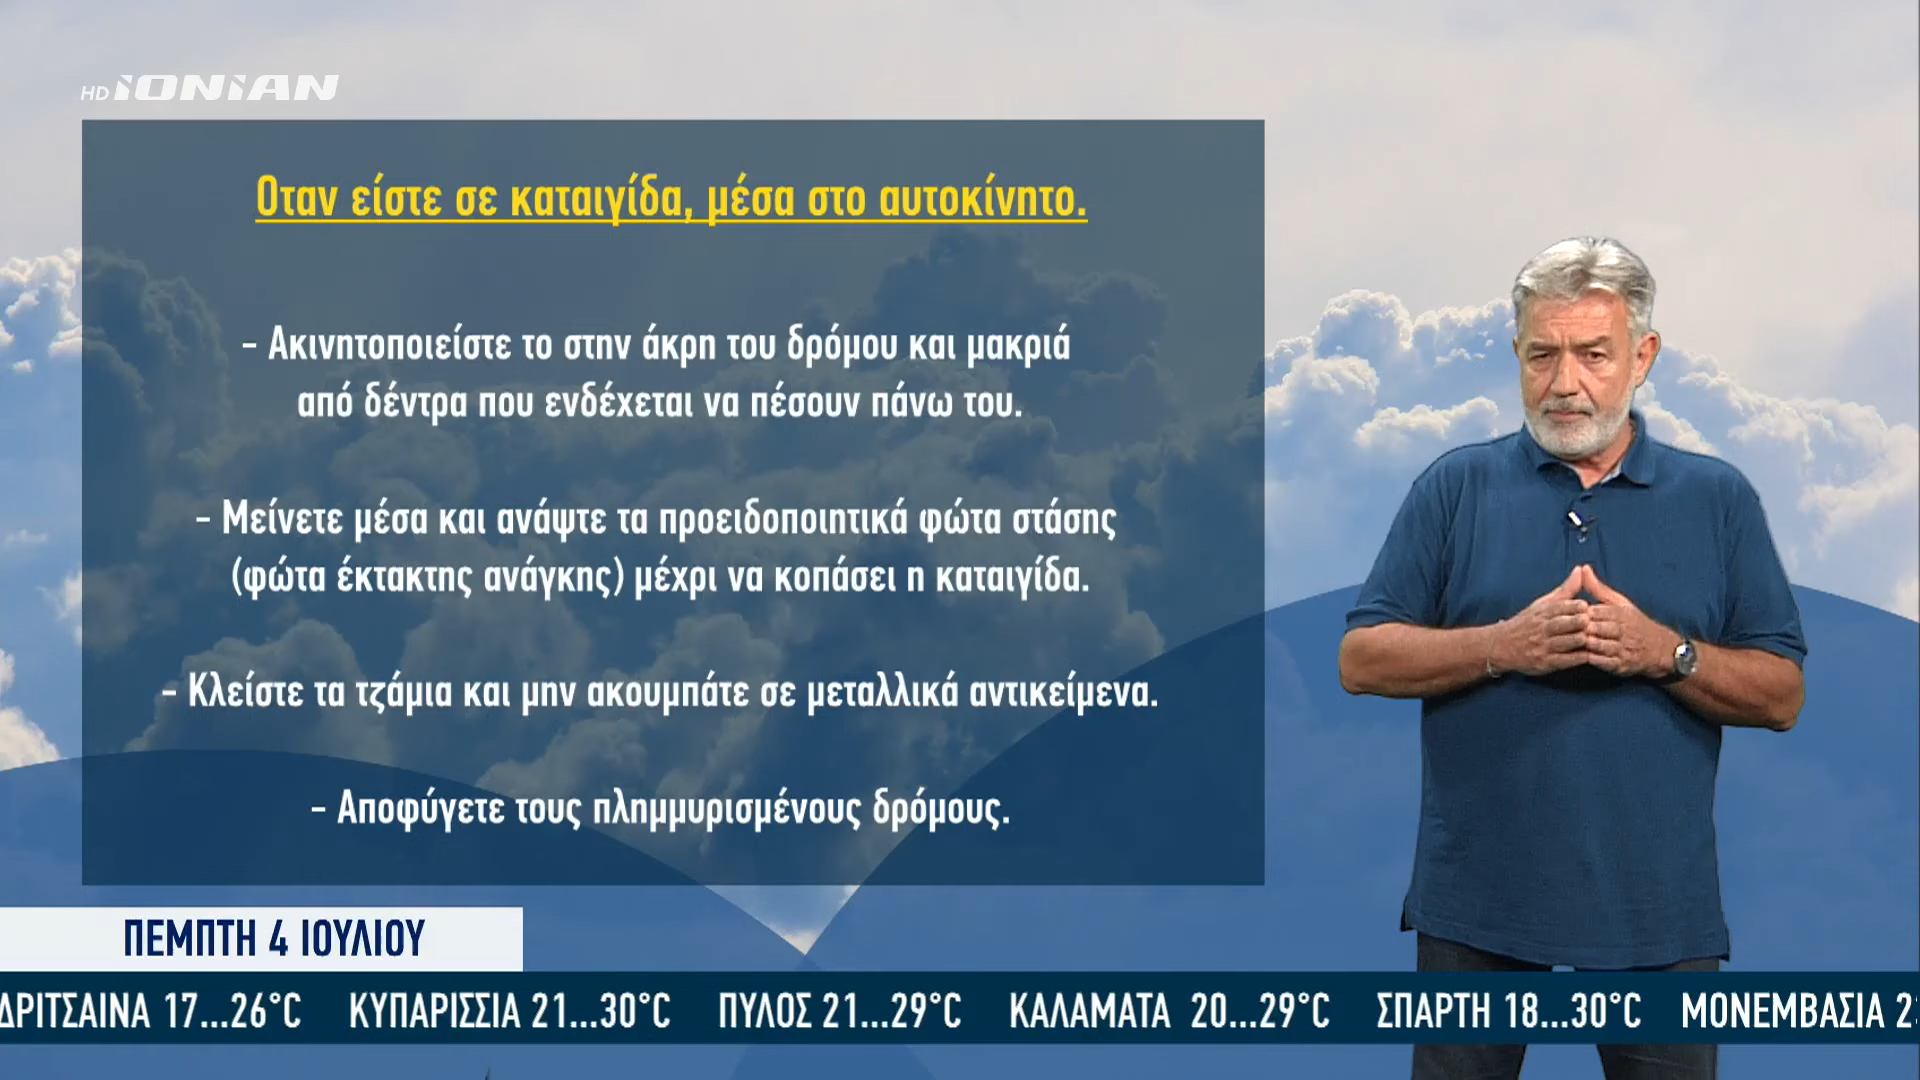 HD IONIAN
Οταν είστε σε καταιγίδα, μέσα στο αυτοκίνητο.
- Ακινητοποιείστε το στην άκρη του δρόμου και μακριά
από δέντρα που ενδέχεται να πέσουν πάνω του.
- Μείνετε μέσα και ανάψτε τα προειδοποιητικά φώτα στάσης
(φώτα έκτακτης ανάγκης) μέχρι να κοπάσει η καταιγίδα.
- Κλείστε τα τζάμια και μην ακουμπάτε σε μεταλλικά αντικείμενα.
- Αποφύγετε τους πλημμυρισμένους δρόμους.
ΠΕΜΠΤΗ 4 ΙΟΥΛΙΟΥ
ΔΡΙΤΣΑΙΝΑ 17...26°C ΚΥΠΑΡΙΣΣΙΑ 21...30°C ΠΥΛΟΣ 21...29°C ΚΑΛΑΜΑΤΑ 20...29°C ΣΠΑΡΤΗ 18...30°C ΜΟΝΕΜΒΑΣΙΑ